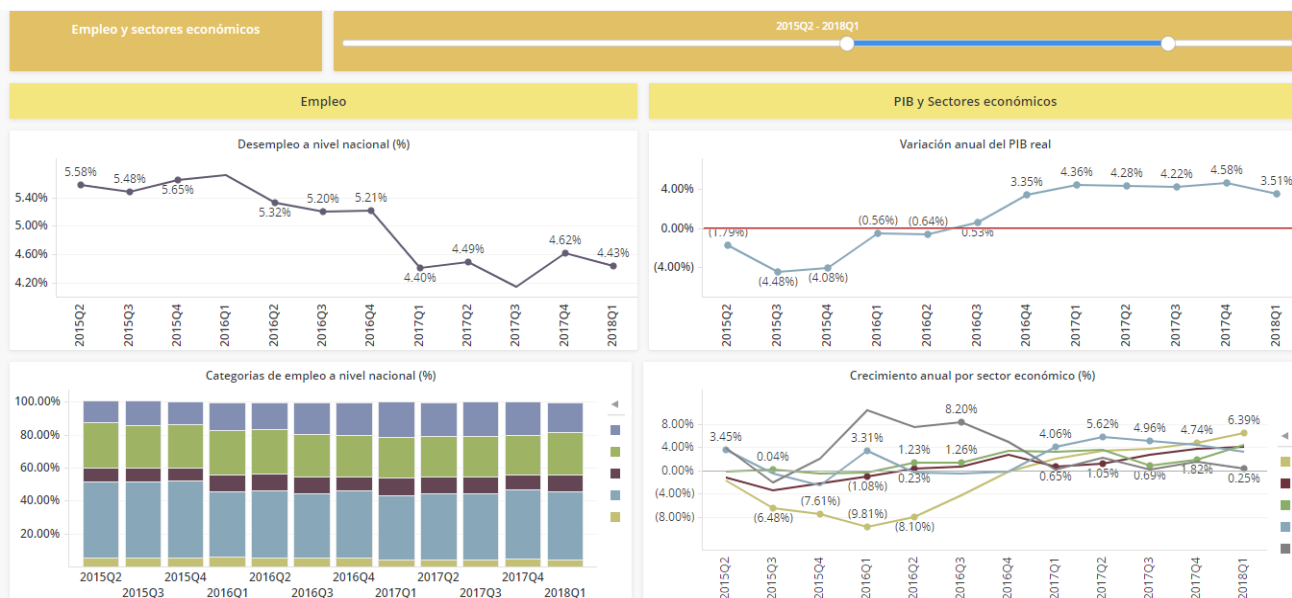 Empleo y sectores económicos
2015Q2 - 2018Q1
Empleo
PIB y Sectores económicos
Desempleo a nivel nacional (%)
5.58%
5.48%
5.65%
5.32%
5.20%
5.21%
4.40%
4.49%
4.62%
4.43%
5.40%
5.00%
4.60%
4.20%
2015Q2
2015Q3
2015Q4
2016Q1
2016Q2
2016Q3
2016Q4
2017Q1
2017Q2
2017Q3
2017Q4
2018Q1
Variación anual del PIB real
4.00%
0.00%
(4.00%)
(1.79%)
(4.48%)
(4.08%)
(0.56%)
(0.64%)
0.53%
3.35%
4.36%
4.28%
4.22%
4.58%
3.51%
2015Q2
2015Q3
2015Q4
2016Q1
2016Q2
2016Q3
2016Q4
2017Q1
2017Q2
2017Q3
2017Q4
2018Q1
Categorias de empleo a nivel nacional (%)
100.00%
80.00%
60.00%
40.00%
20.00%
2015Q2
2015Q3
2015Q4
2016Q1
2016Q2
2016Q3
2016Q4
2017Q1
2017Q2
2017Q3
2017Q4
2018Q1
Crecimiento anual por sector económico (%)
8.00%
4.00%
0.00%
(4.00%)
(8.00%)
3.45%
0.04%
(6.48%)
(7.61%)
3.31%
(1.08%)
(9.81%)
1.23%
0.23%
(8.10%)
8.20%
1.26%
4.06%
0.65%
5.62%
1.05%
4.96%
0.69%
4.74%
1.82%
6.39%
0.25%
2015Q2
2015Q3
2015Q4
2016Q1
2016Q2
2016Q3
2016Q4
2017Q1
2017Q2
2017Q3
2017Q4
2018Q1